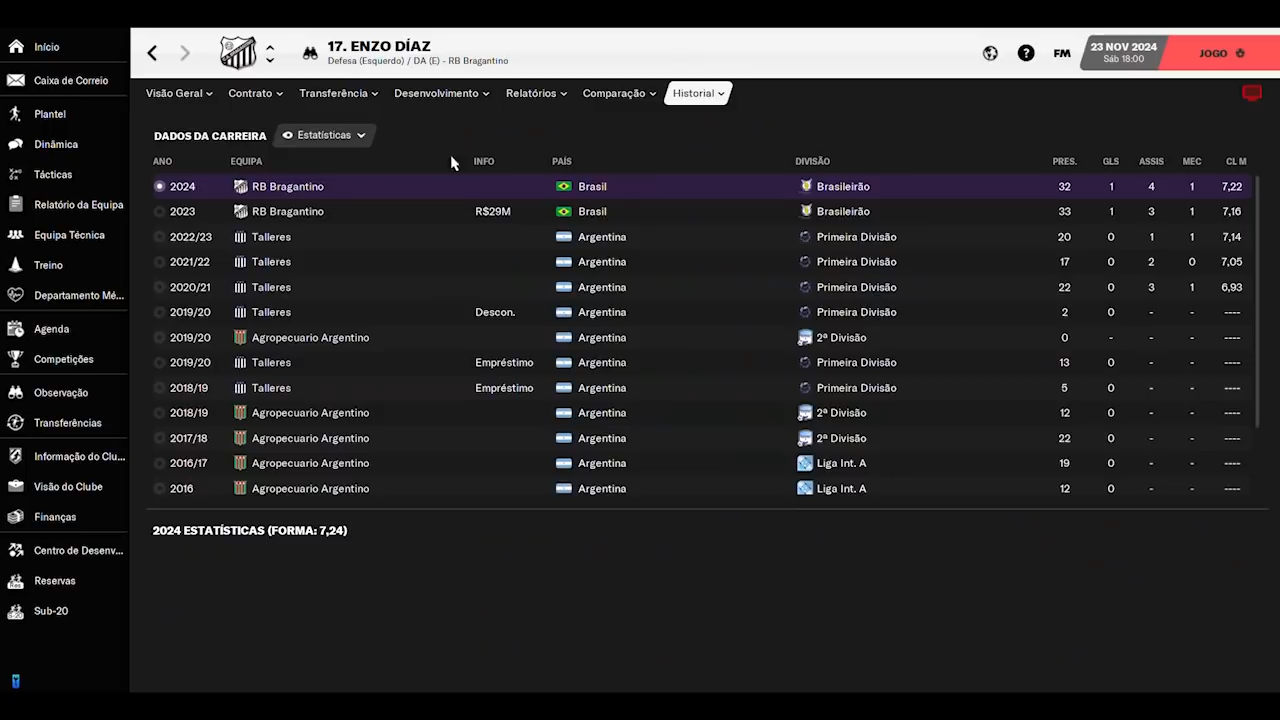 Início
Caixa de Correio
Plantel
Dinâmica
Tácticas
Relatório da Equipa
Equipa Técnica
Treino
Departamento Mé...
Agenda
Competições
Observação
Transferências
Informação do Clu...
Visão do Clube
Finanças
Centro de Desenv...
Reservas
Sub-20
17. ENZO DÍAZ
Defesa (Esquerdo) / DA (E) - RB Bragantino
FM
23 NOV 2024
Sáb 18:00
JOGO
Visão Geral Contrato Transferência Desenvolvimento Relatórios Comparação Historial
DADOS DA CARREIRA Estatísticas
ANO EQUIPA INFO PAÍS DIVISÃO PRES. GLS ASSIS MEC CL M
2024 RB Bragantino Brasil Brasileirão 32 1 4 1 7,22
2023 RB Bragantino R$29M Brasil Brasileirão 33 1 3 1 7,16
2022/23 Talleres Argentina Primeira Divisão 20 0 1 1 7,14
2021/22 Talleres Argentina Primeira Divisão 17 0 2 0 7,05
2020/21 Talleres Argentina Primeira Divisão 22 0 3 1 6,93
2019/20 Talleres Descon. Argentina Primeira Divisão 2 0 - - ----
2019/20 Agropecuario Argentino Argentina 2ª Divisão 0 - - - ----
2019/20 Talleres Empréstimo Argentina Primeira Divisão 13 0 - - ----
2018/19 Talleres Empréstimo Argentina Primeira Divisão 5 0 - - ----
2018/19 Agropecuario Argentino Argentina 2ª Divisão 12 0 - - ----
2017/18 Agropecuario Argentino Argentina 2ª Divisão 22 0 - - ----
2016/17 Agropecuario Argentino Argentina Liga Int. A 19 0 - - ----
2016 Agropecuario Argentino Argentina Liga Int. A 12 0 - - ----
2024 ESTATÍSTICAS (FORMA: 7,24)